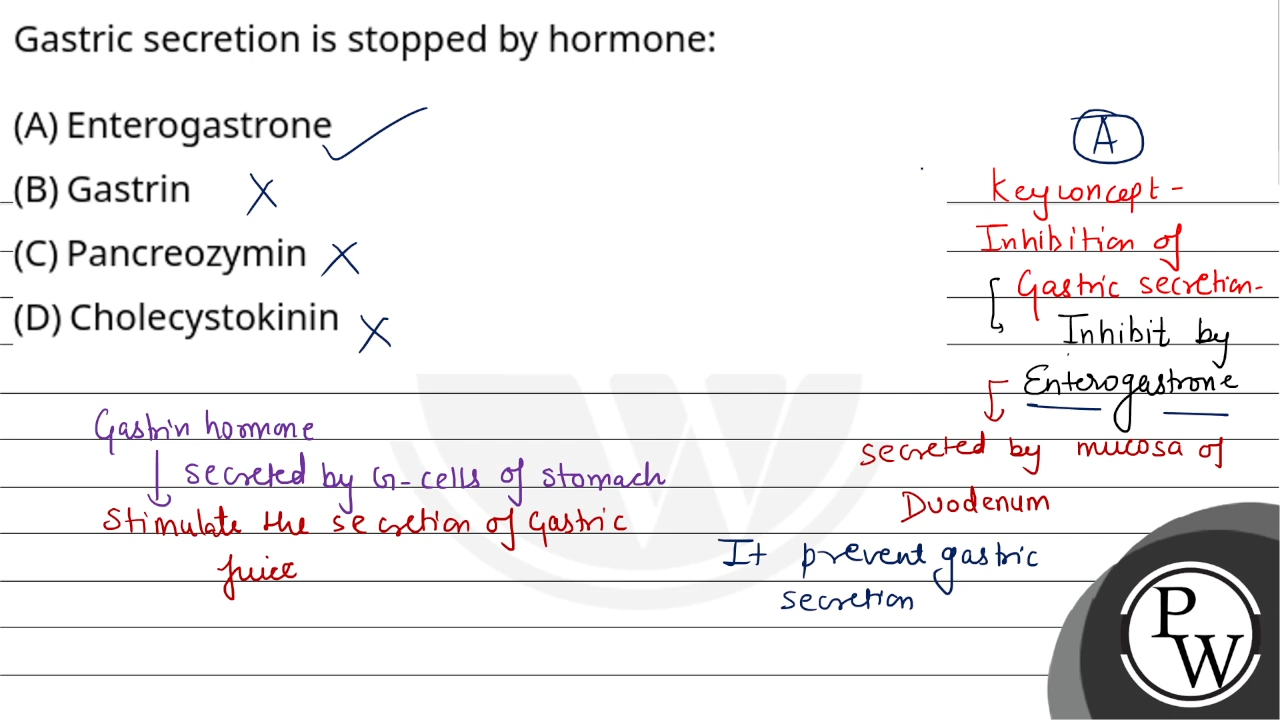 Gastric secretion is stopped by hormone:
(A) Enterogastrone
(B) Gastrin
(C) Pancreozymin
(D) Cholecystokinin
A
Key concept -
Inhibition of
Gastric secretion-
Inhibit by
Enterogastrone
secreted by mucosa of
Duodenum
It prevent gastric
secretion
Gastrin hormone
secreted by G-cells of stomach
Stimulate the secretion of Gastric
juice
PW